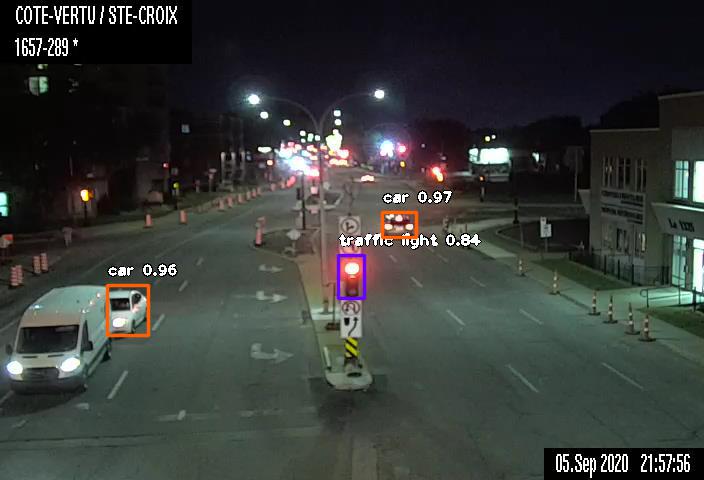 COTE-VERTU / STE-CROIX
1657-289 *
car 0.97
traffic light 0.84
car 0.96
05.Sep 2020 21:57:56